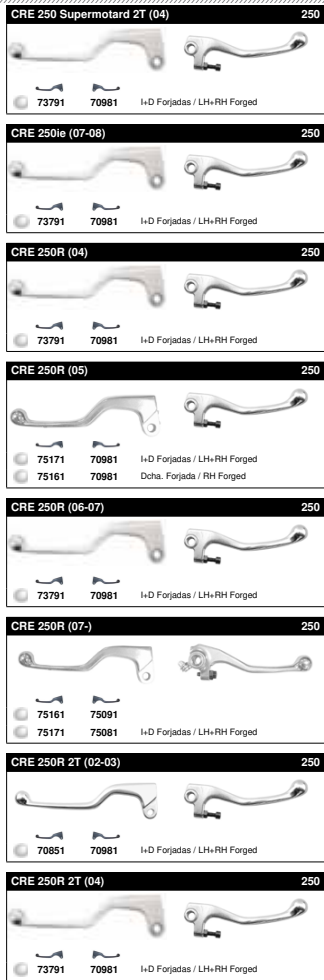 CRE 250 Supermotard 2T (04) 250
73791 70981 I+D Forjadas / LH+RH Forged
CRE 250ie (07-08) 250
73791 70981 I+D Forjadas / LH+RH Forged
CRE 250R (04) 250
73791 70981 I+D Forjadas / LH+RH Forged
CRE 250R (05) 250
75171 70981 I+D Forjadas / LH+RH Forged
75161 70981 Dcha. Forjada / RH Forged
CRE 250R (06-07) 250
73791 70981 I+D Forjadas / LH+RH Forged
CRE 250R (07-) 250
75161 75091
75171 75081 I+D Forjadas / LH+RH Forged
CRE 250R 2T (02-03) 250
70851 70981 I+D Forjadas / LH+RH Forged
CRE 250R 2T (04) 250
73791 70981 I+D Forjadas / LH+RH Forged